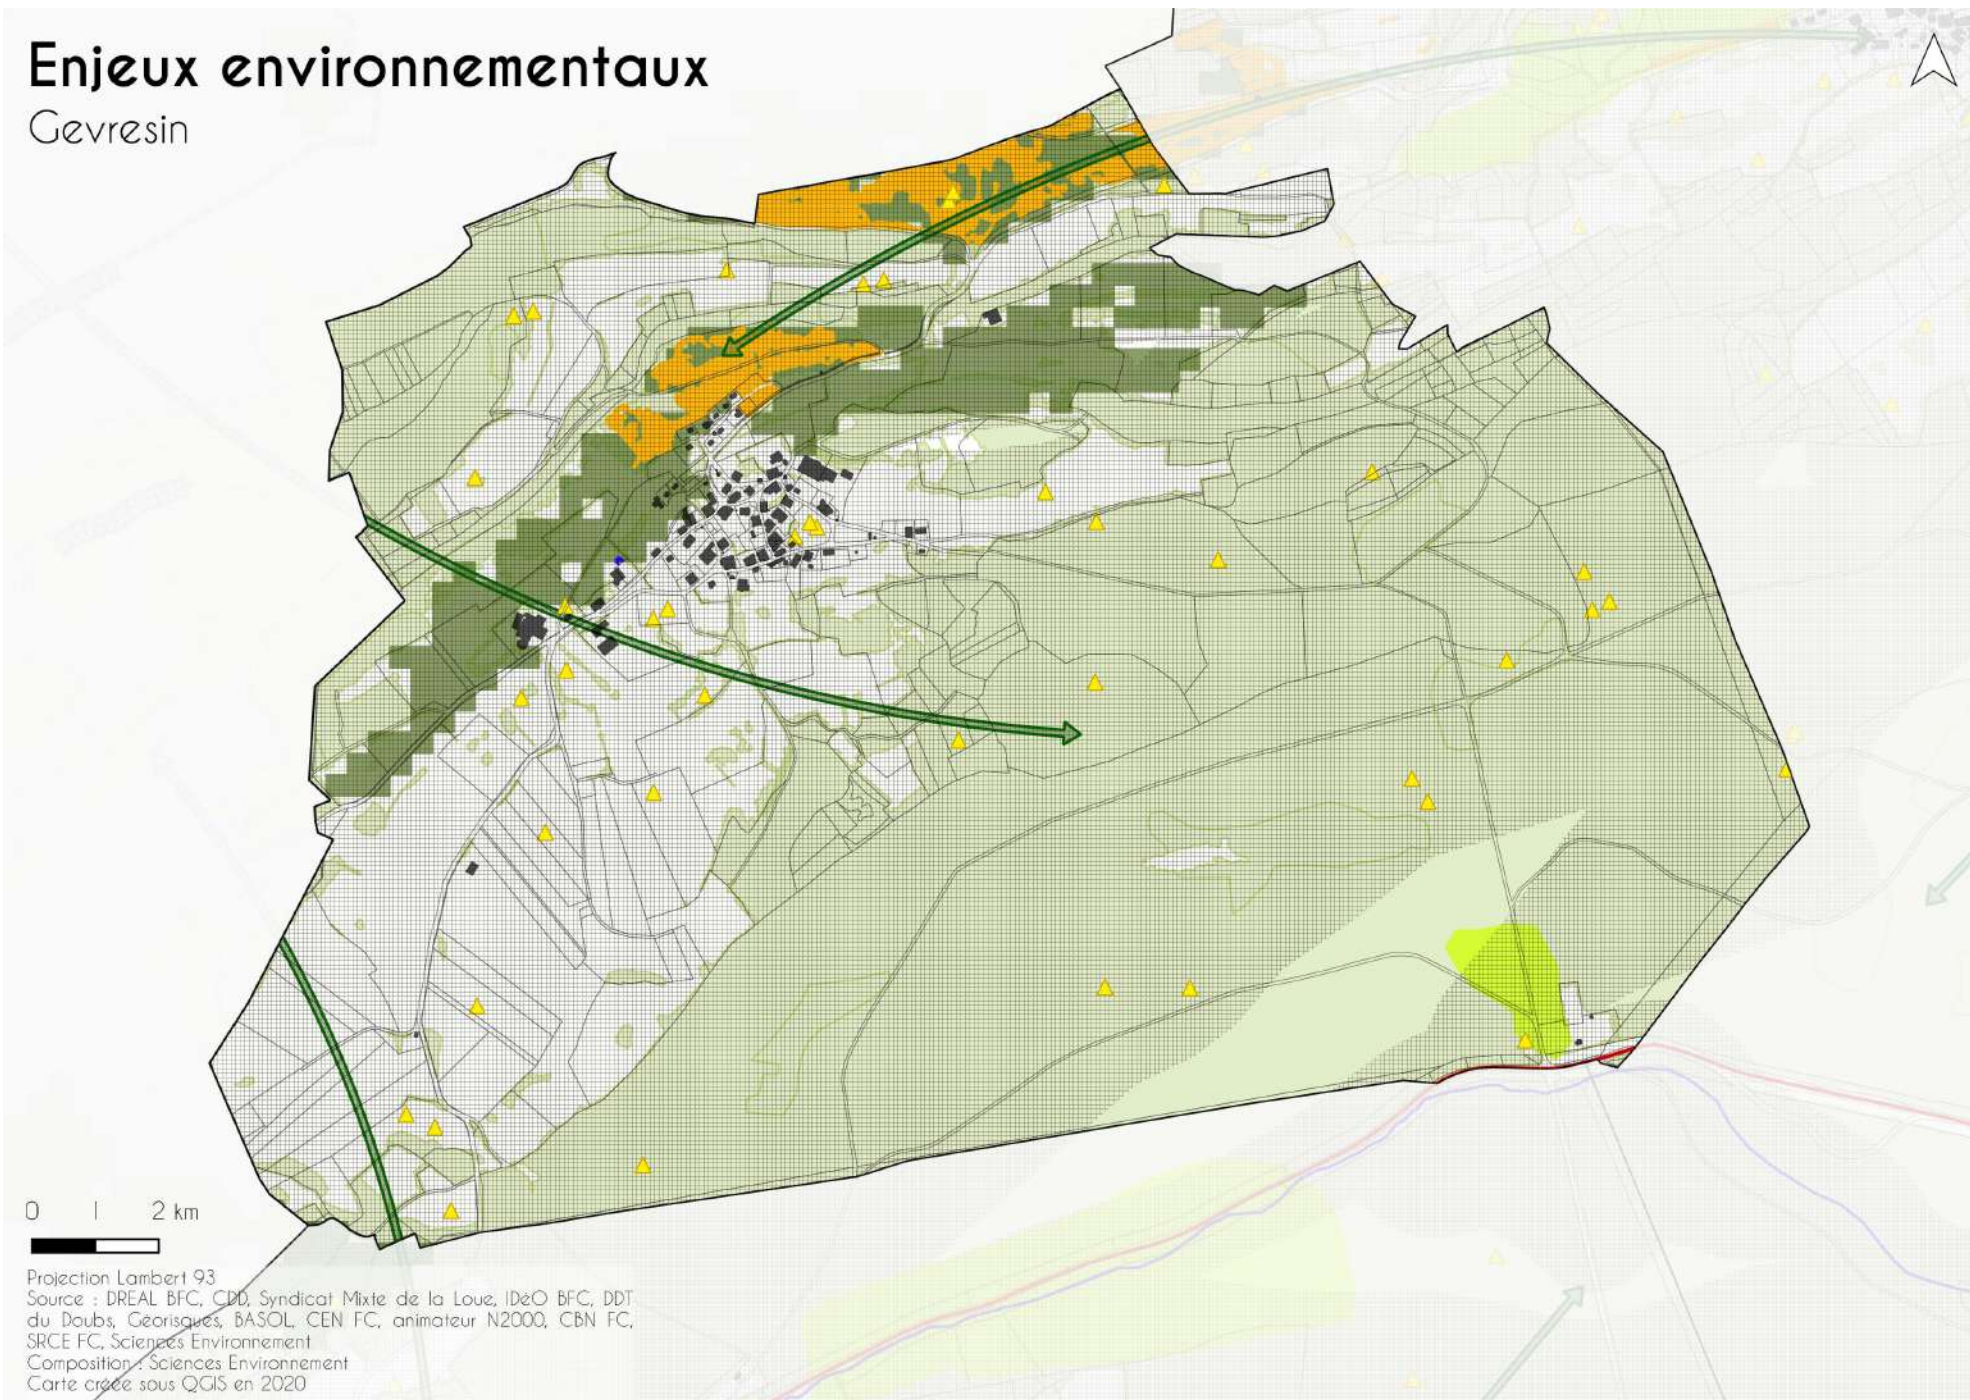 Enjeux environnementaux
Gevresin
0 1 2 km
Projection Lambert 93
Source : DREAL BFC, CDD, Syndicat Mixte de la Loue, IDéO BFC, DDT
du Doubs, Géorisques, BASOL, CEN FC, animateur N2000, CBN FC,
SRCE FC, Sciences Environnement
Composition : Sciences Environnement
Carte créée sous QGIS en 2020